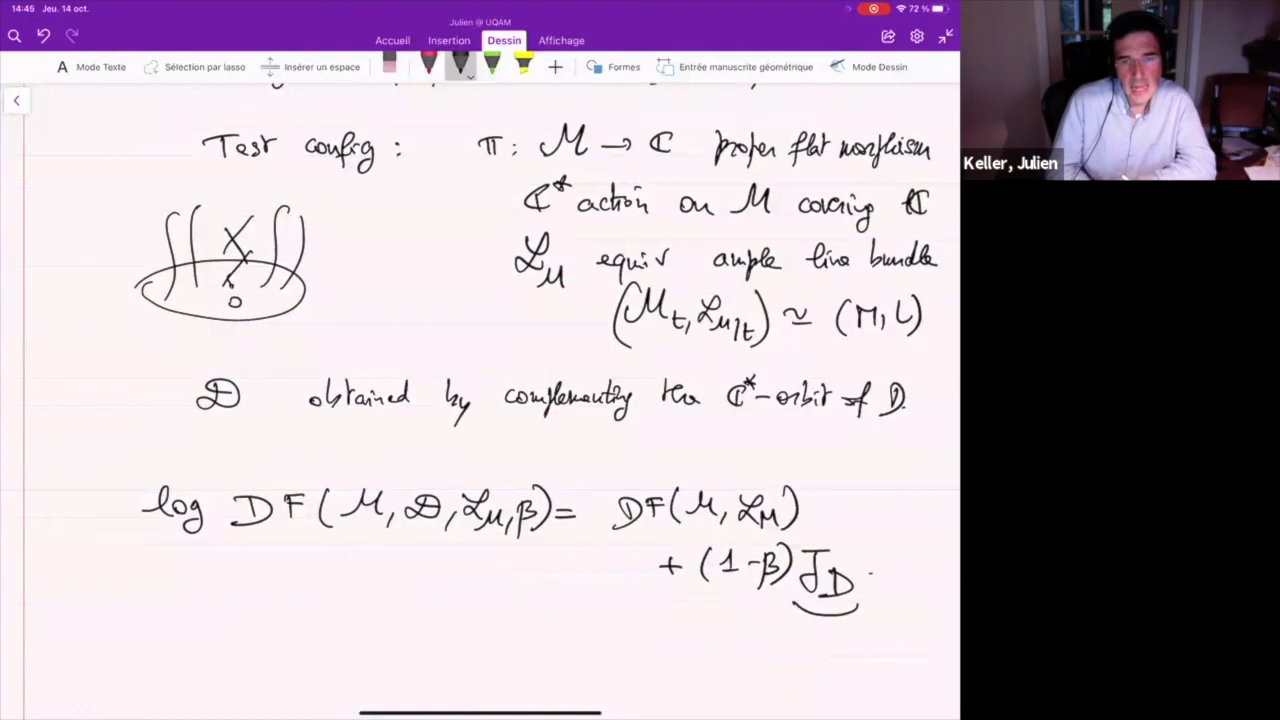 14:45 Jeu. 14 oct.
72 %
Julien @ UQAM
Accueil Insertion Dessin Affichage
Mode Texte Sélection par lasso Insérer un espace Formes Entrée manuscrite géométrique Mode Dessin
Keller, Julien
Test config : π : M → ℂ proper flat morphism
ℂ* action on M covering ℂ
L_M equiv ample line bundle
(M_t, L_M|t) ≃ (M, L)
0
D obtained by complementing the ℂ*-orbit of D.
log DF(M, D, L_M, β) = DF(M, L_M)
+ (1-β) J_D .